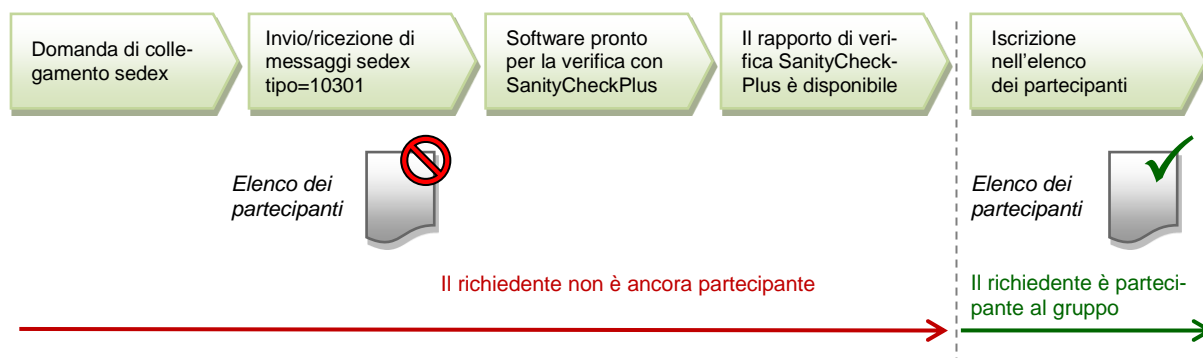 Domanda di colle-
gamento sedex
Invio/ricezione di
messaggi sedex
tipo=10301
Software pronto
per la verifica con
SanityCheckPlus
Il rapporto di veri-
fica SanityCheck-
Plus è disponibile
Iscrizione
nell'elenco
dei partecipanti
Elenco dei
partecipanti
Elenco dei
partecipanti
Il richiedente non è ancora partecipante
Il richiedente è parteci-
pante al gruppo